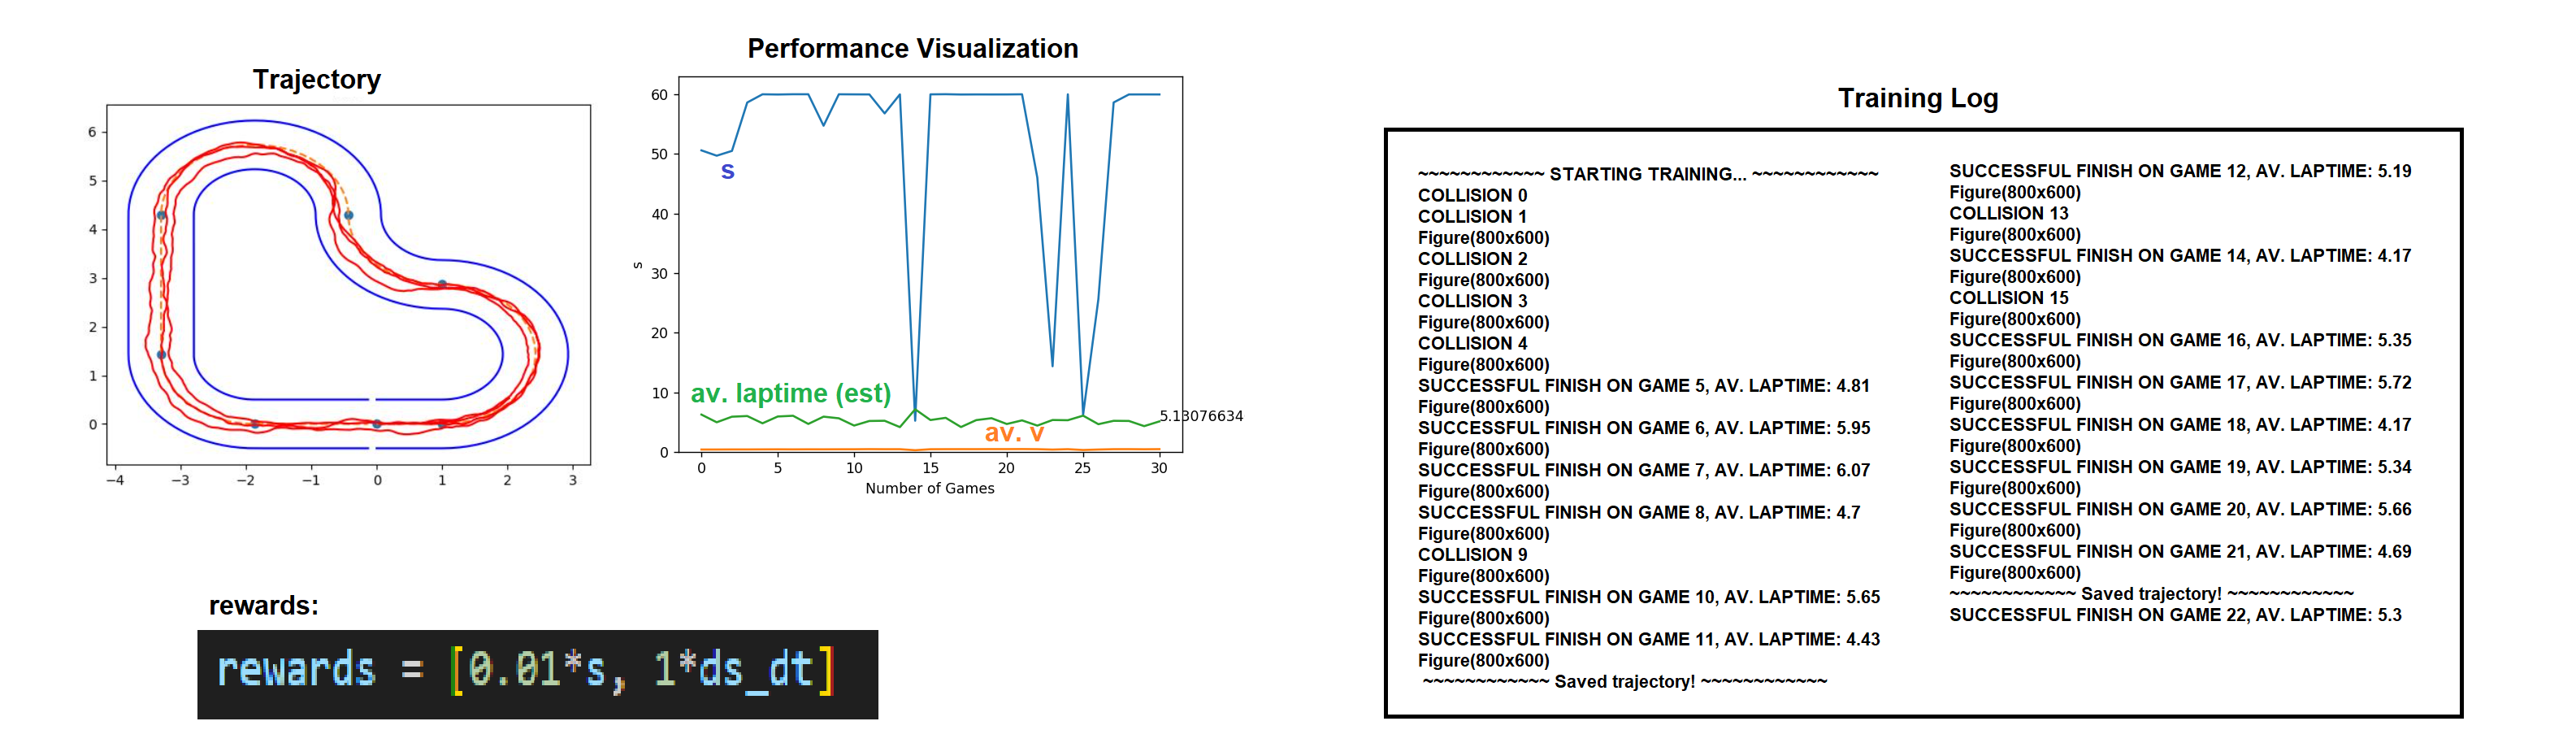 Trajectory
6
5
4
3
2
1
0
−4
−3
−2
−1
0
1
2
3
Performance Visualization
60
50
40
30
20
10
0
s
s
av. laptime (est)
av. v
5.13076634
0
5
10
15
20
25
30
Number of Games
rewards:
rewards = [0.01*s, 1*ds_dt]
Training Log
~~~~~~~~~~~~ STARTING TRAINING... ~~~~~~~~~~~~
COLLISION 0
COLLISION 1
Figure(800x600)
COLLISION 2
Figure(800x600)
COLLISION 3
Figure(800x600)
COLLISION 4
Figure(800x600)
SUCCESSFUL FINISH ON GAME 5, AV. LAPTIME: 4.81
Figure(800x600)
SUCCESSFUL FINISH ON GAME 6, AV. LAPTIME: 5.95
Figure(800x600)
SUCCESSFUL FINISH ON GAME 7, AV. LAPTIME: 6.07
Figure(800x600)
SUCCESSFUL FINISH ON GAME 8, AV. LAPTIME: 4.7
Figure(800x600)
COLLISION 9
Figure(800x600)
SUCCESSFUL FINISH ON GAME 10, AV. LAPTIME: 5.65
Figure(800x600)
SUCCESSFUL FINISH ON GAME 11, AV. LAPTIME: 4.43
Figure(800x600)
~~~~~~~~~~~~ Saved trajectory! ~~~~~~~~~~~~
SUCCESSFUL FINISH ON GAME 12, AV. LAPTIME: 5.19
Figure(800x600)
COLLISION 13
Figure(800x600)
SUCCESSFUL FINISH ON GAME 14, AV. LAPTIME: 4.17
Figure(800x600)
COLLISION 15
Figure(800x600)
SUCCESSFUL FINISH ON GAME 16, AV. LAPTIME: 5.35
Figure(800x600)
SUCCESSFUL FINISH ON GAME 17, AV. LAPTIME: 5.72
Figure(800x600)
SUCCESSFUL FINISH ON GAME 18, AV. LAPTIME: 4.17
Figure(800x600)
SUCCESSFUL FINISH ON GAME 19, AV. LAPTIME: 5.34
Figure(800x600)
SUCCESSFUL FINISH ON GAME 20, AV. LAPTIME: 5.66
Figure(800x600)
SUCCESSFUL FINISH ON GAME 21, AV. LAPTIME: 4.69
Figure(800x600)
~~~~~~~~~~~~ Saved trajectory! ~~~~~~~~~~~~
SUCCESSFUL FINISH ON GAME 22, AV. LAPTIME: 5.3